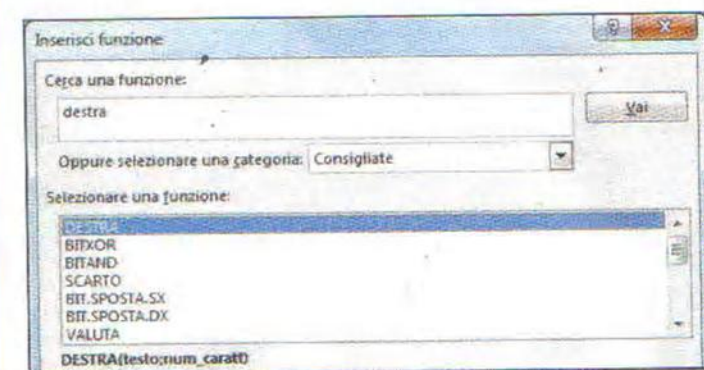 Inserisci funzione
Cerca una funzione:
destra
Vai
Oppure selezionare una categoria: Consigliate
Selezionare una funzione:
DESTRA
BITXOR
BITAND
SCARTO
BIT.SPOSTA.SX
BIT.SPOSTA.DX
VALUTA
DESTRA(testo;num_caratt)